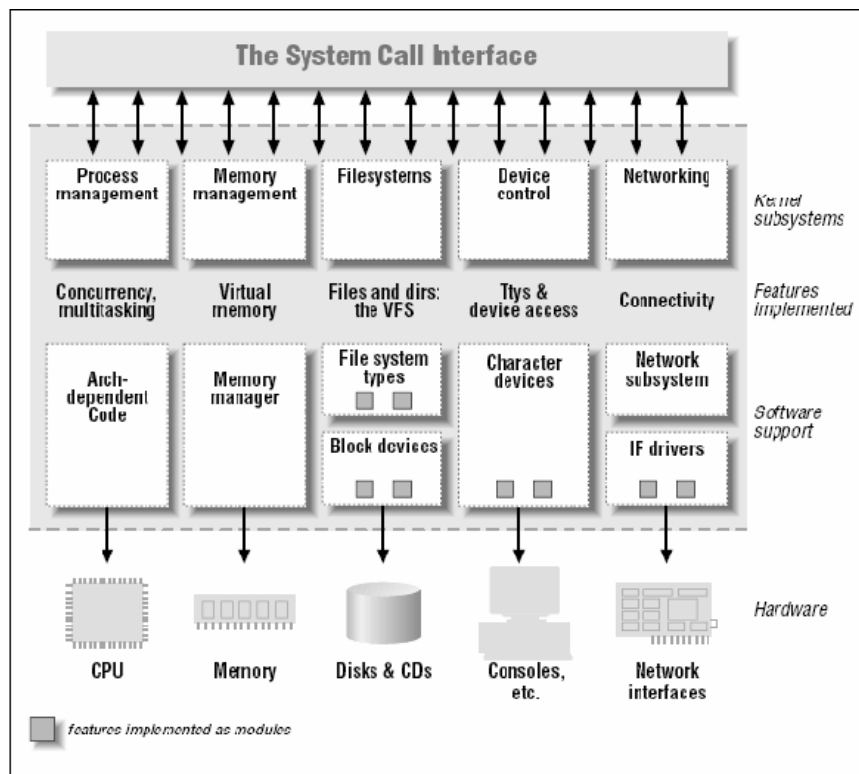 The System Call Interface
Process
management
Memory
management
Filesystems
Device
control
Networking
Kernel
subsystems
Concurrency,
multitasking
Virtual
memory
Files and dirs:
the VFS
Ttys &
device access
Connectivity
Features
implemented
Arch-
dependent
Code
Memory
manager
File system
types
Block devices
Character
devices
Network
subsystem
IF drivers
Software
support
Hardware
CPU
Memory
Disks & CDs
Consoles,
etc.
Network
interfaces
features implemented as modules